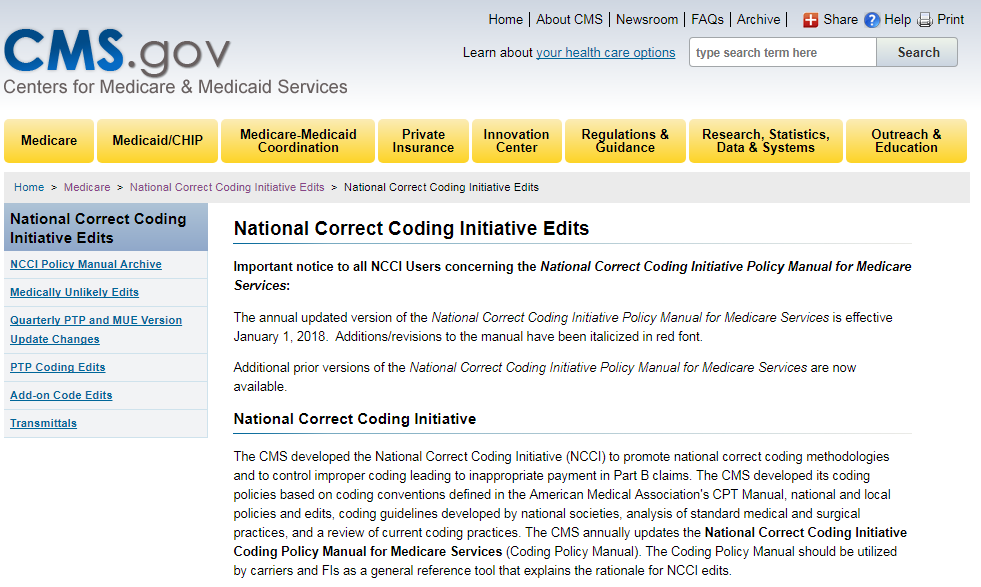 Home | About CMS | Newsroom | FAQs | Archive | Share Help Print
CMS.gov
Centers for Medicare & Medicaid Services
Learn about your health care options
type search term here
Search
Medicare
Medicaid/CHIP
Medicare-Medicaid
Coordination
Private
Insurance
Innovation
Center
Regulations &
Guidance
Research, Statistics,
Data & Systems
Outreach &
Education
Home > Medicare > National Correct Coding Initiative Edits > National Correct Coding Initiative Edits
National Correct Coding
Initiative Edits
NCCI Policy Manual Archive
Medically Unlikely Edits
Quarterly PTP and MUE Version
Update Changes
PTP Coding Edits
Add-on Code Edits
Transmittals
National Correct Coding Initiative Edits
Important notice to all NCCI Users concerning the National Correct Coding Initiative Policy Manual for Medicare
Services:
The annual updated version of the National Correct Coding Initiative Policy Manual for Medicare Services is effective
January 1, 2018.  Additions/revisions to the manual have been italicized in red font.
Additional prior versions of the National Correct Coding Initiative Policy Manual for Medicare Services are now
available.
National Correct Coding Initiative
The CMS developed the National Correct Coding Initiative (NCCI) to promote national correct coding methodologies
and to control improper coding leading to inappropriate payment in Part B claims. The CMS developed its coding
policies based on coding conventions defined in the American Medical Association's CPT Manual, national and local
policies and edits, coding guidelines developed by national societies, analysis of standard medical and surgical
practices, and a review of current coding practices. The CMS annually updates the National Correct Coding Initiative
Coding Policy Manual for Medicare Services (Coding Policy Manual). The Coding Policy Manual should be utilized
by carriers and FIs as a general reference tool that explains the rationale for NCCI edits.